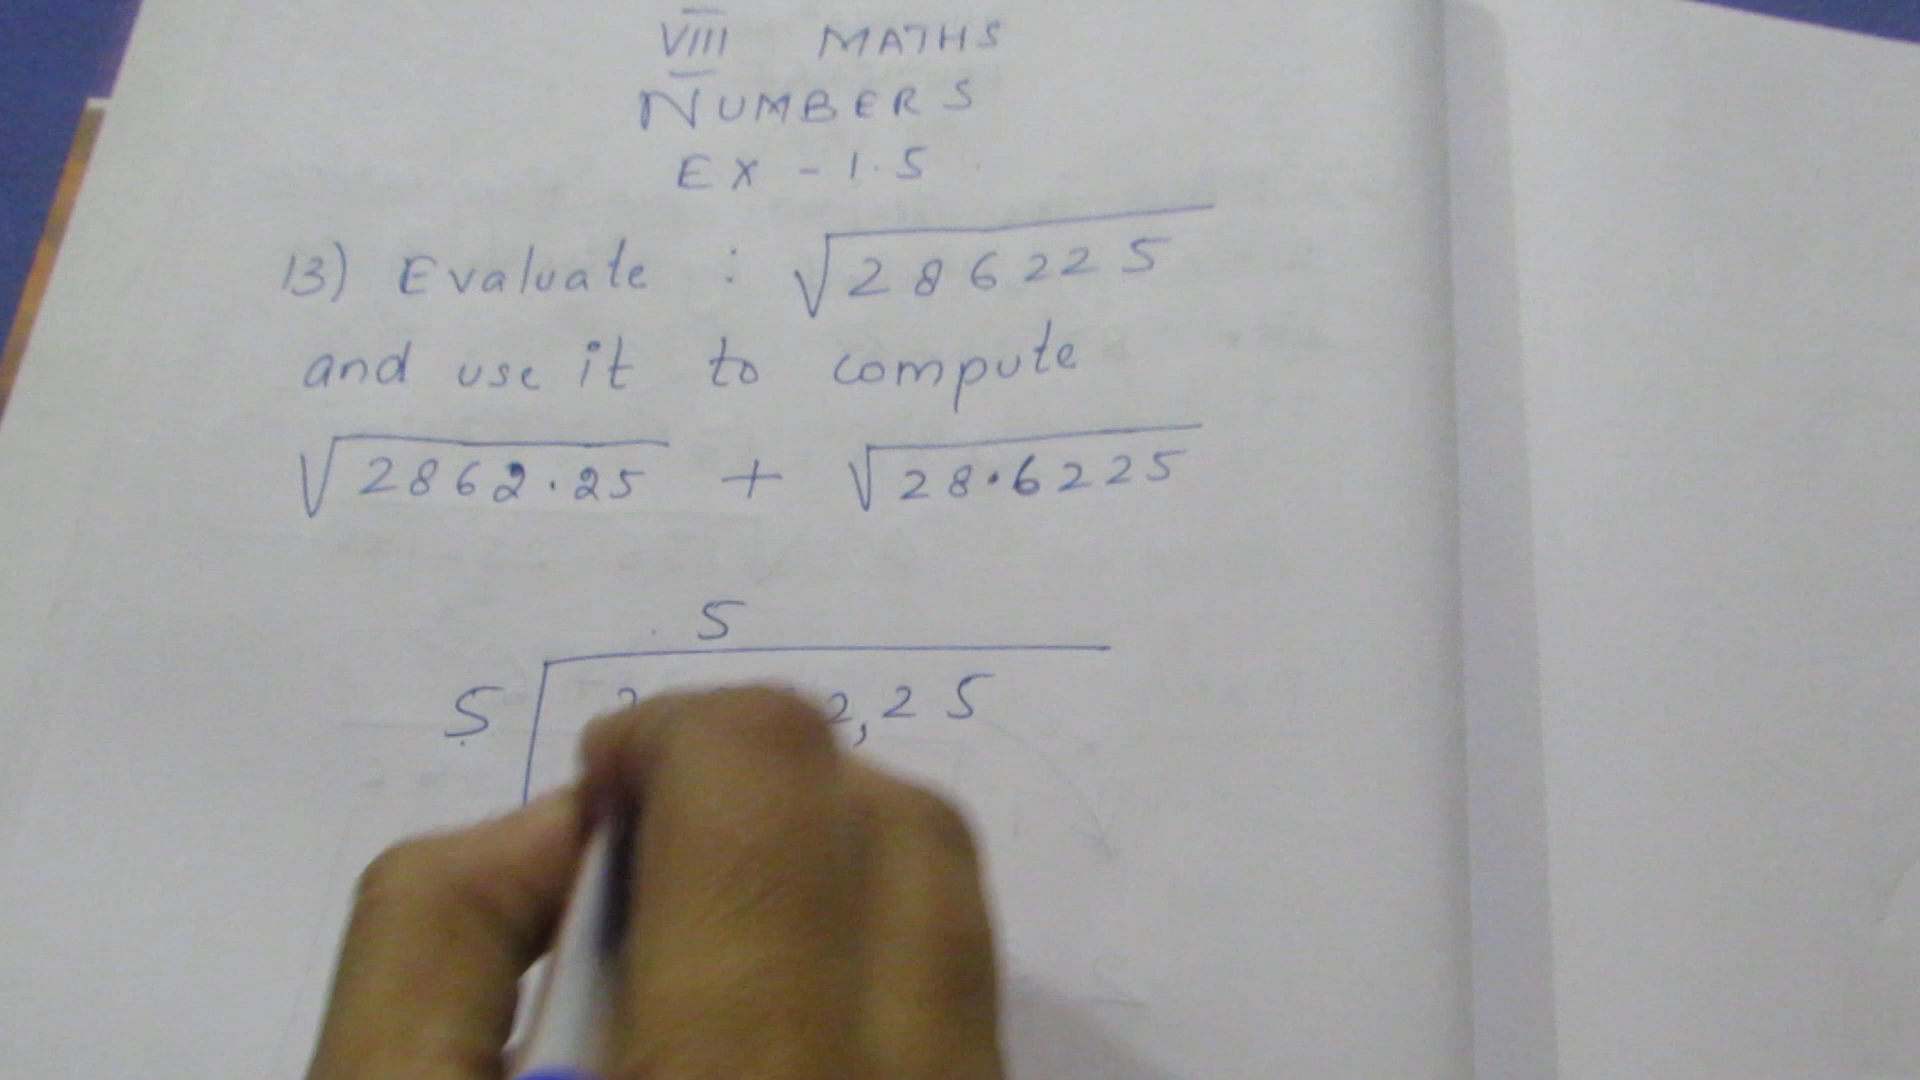 VIII MATHS
NUMBERS
EX - 1.5
13) Evaluate : √286225
and use it to compute
√2862.25 + √28.6225
5
5 2 2,25